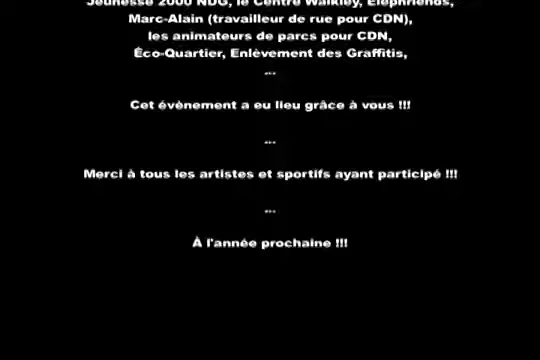 Jeunesse 2000 NDG, le Centre Walkley, Elephriends,
Marc-Alain (travailleur de rue pour CDN),
les animateurs de parcs pour CDN,
Éco-Quartier, Enlèvement des Graffitis,
...
Cet évènement a eu lieu grâce à vous !!!
...
Merci à tous les artistes et sportifs ayant participé !!!
...
À l'année prochaine !!!